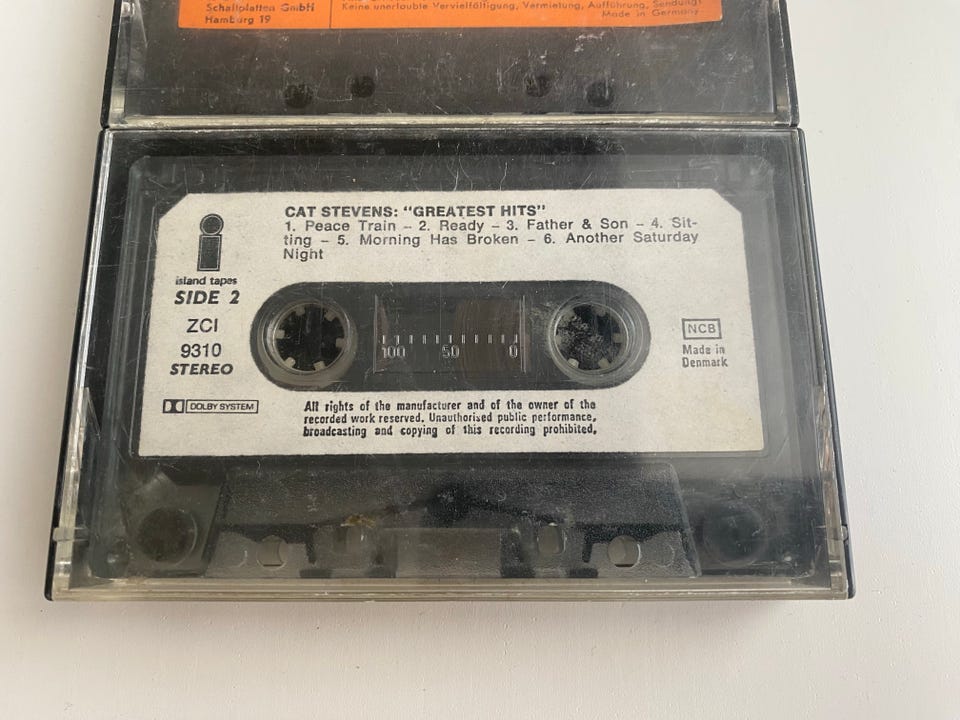 Schallplatten GmbH
Hamburg 19
Keine unerlaubte Vervielfältigung, Vermietung, Aufführung, Sendung!
Made in Germany
CAT STEVENS: "GREATEST HITS"
1. Peace Train – 2. Ready – 3. Father & Son – 4. Sit-
ting – 5. Morning Has Broken – 6. Another Saturday
Night
island tapes
SIDE 2
ZCI
9310
STEREO
DOLBY SYSTEM
100 50 0
NCB
Made in
Denmark
All rights of the manufacturer and of the owner of the
recorded work reserved. Unauthorised public performance,
broadcasting and copying of this recording prohibited.